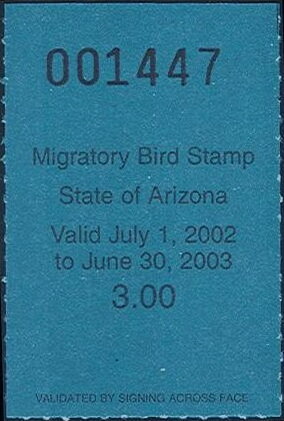 001447
Migratory Bird Stamp
State of Arizona
Valid July 1, 2002
to June 30, 2003
3.00
VALIDATED BY SIGNING ACROSS FACE